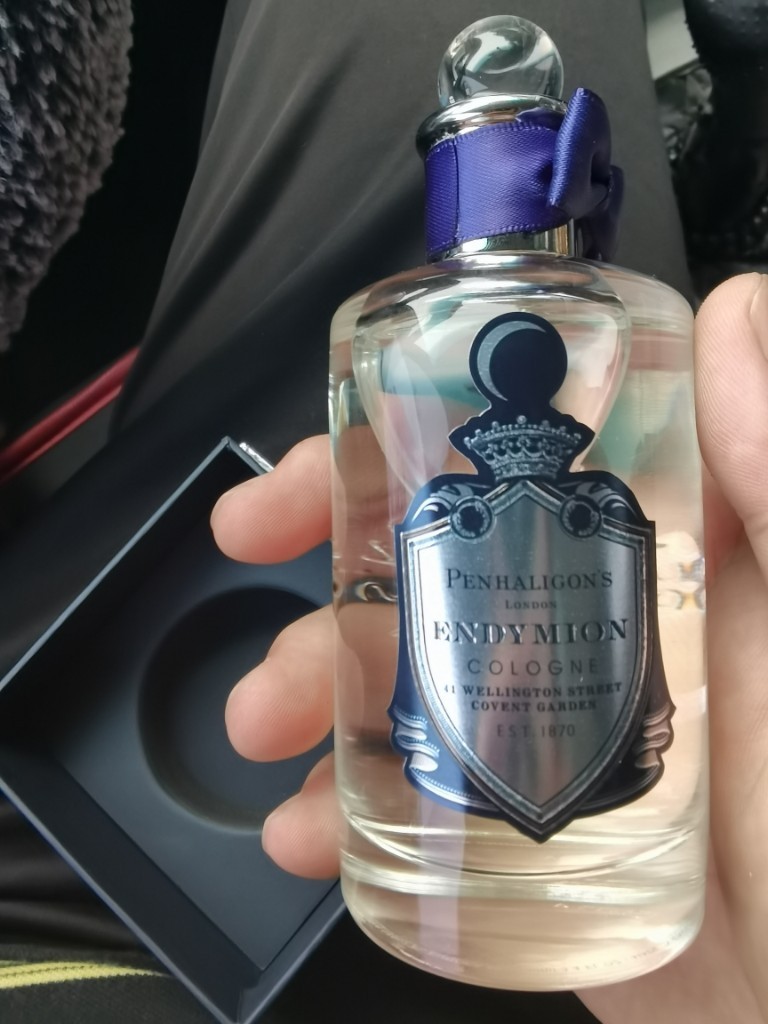 PENHALIGON'S
LONDON
ENDYMION
COLOGNE
41 WELLINGTON STREET
COVENT GARDEN
EST. 1870